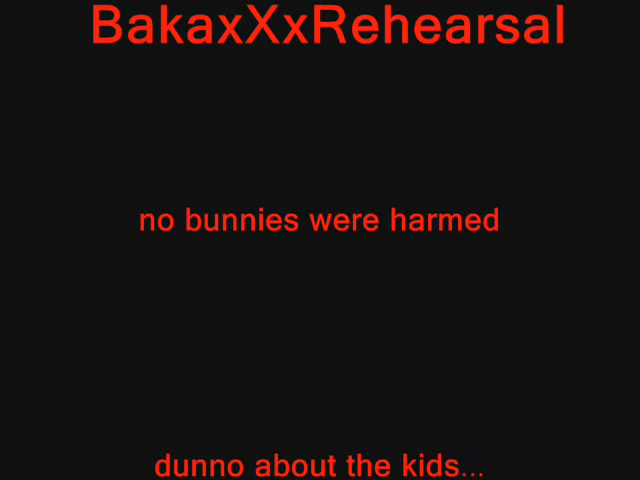 BakaxXxRehearsal
no bunnies were harmed
dunno about the kids...